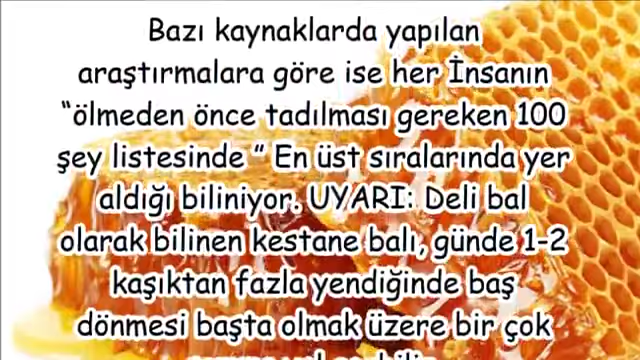 Bazı kaynaklarda yapılan
araştırmalara göre ise her İnsanın
“ölmeden önce tadılması gereken 100
şey listesinde ” En üst sıralarında yer
aldığı biliniyor. UYARI: Deli bal
olarak bilinen kestane balı, günde 1-2
kaşıktan fazla yendiğinde baş
dönmesi başta olmak üzere bir çok